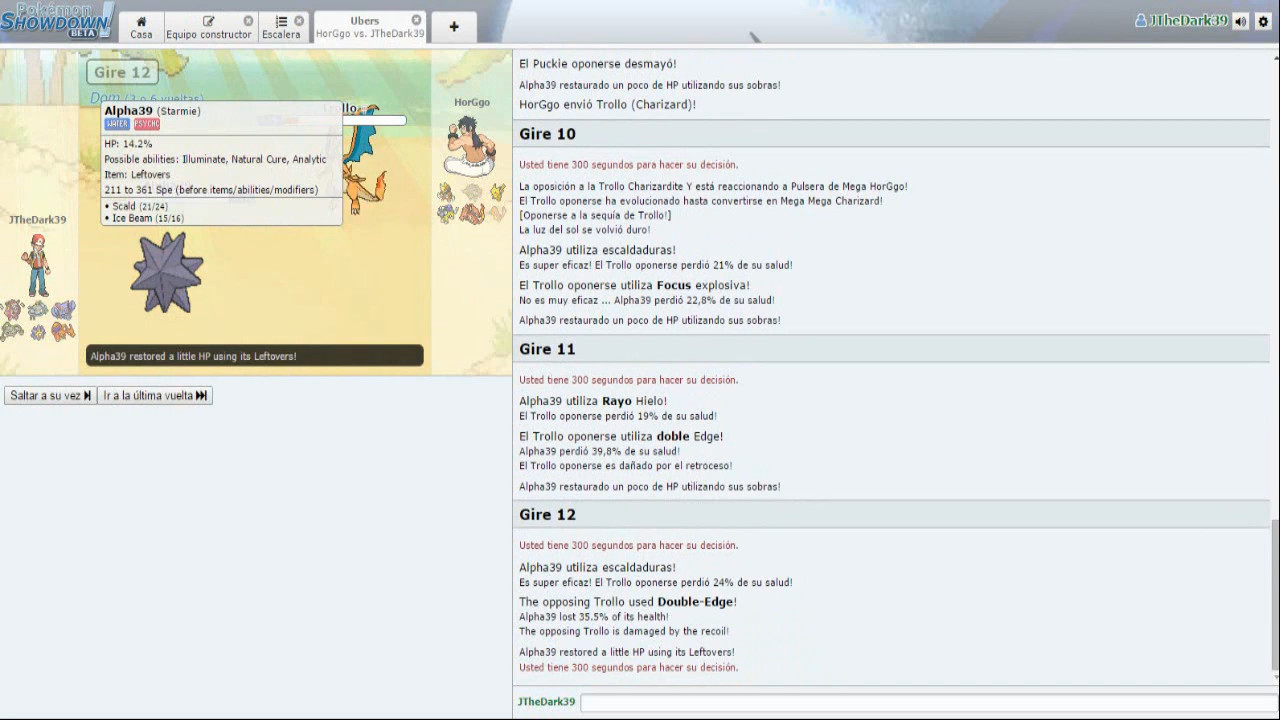 Pokémon
SHOWDOWN!
BETA
Casa
Equipo constructor
Escalera
Ubers
HorGgo vs. JTheDark39
+
JTheDark39
Gire 12
Alpha39 (Starmie)
WATER PSYCHC
HP: 14.2%
Possible abilities: Illuminate, Natural Cure, Analytic
Item: Leftovers
211 to 361 Spe (before items/abilities/modifiers)
• Scald (21/24)
• Ice Beam (15/16)
HorGgo
JTheDark39
Alpha39 restored a little HP using its Leftovers!
Saltar a su vez
Ir a la última vuelta
El Puckie oponerse desmayó!
Alpha39 restaurado un poco de HP utilizando sus sobras!
HorGgo envió Trollo (Charizard)!
Gire 10
Usted tiene 300 segundos para hacer su decisión.
La oposición a la Trollo Charizardite Y está reaccionando a Pulsera de Mega HorGgo!
El Trollo oponerse ha evolucionado hasta convertirse en Mega Mega Charizard!
[Oponerse a la sequía de Trollo!]
La luz del sol se volvió duro!
Alpha39 utiliza escaldaduras!
Es super eficaz! El Trollo oponerse perdió 21% de su salud!
El Trollo oponerse utiliza Focus explosiva!
No es muy eficaz ... Alpha39 perdió 22,8% de su salud!
Alpha39 restaurado un poco de HP utilizando sus sobras!
Gire 11
Usted tiene 300 segundos para hacer su decisión.
Alpha39 utiliza Rayo Hielo!
El Trollo oponerse perdió 19% de su salud!
El Trollo oponerse utiliza doble Edge!
Alpha39 perdió 39,8% de su salud!
El Trollo oponerse es dañado por el retroceso!
Alpha39 restaurado un poco de HP utilizando sus sobras!
Gire 12
Usted tiene 300 segundos para hacer su decisión.
Alpha39 utiliza escaldaduras!
Es super eficaz! El Trollo oponerse perdió 24% de su salud!
The opposing Trollo used Double-Edge!
Alpha39 lost 35.5% of its health!
The opposing Trollo is damaged by the recoil!
Alpha39 restored a little HP using its Leftovers!
Usted tiene 300 segundos para hacer su decisión.
JTheDark39